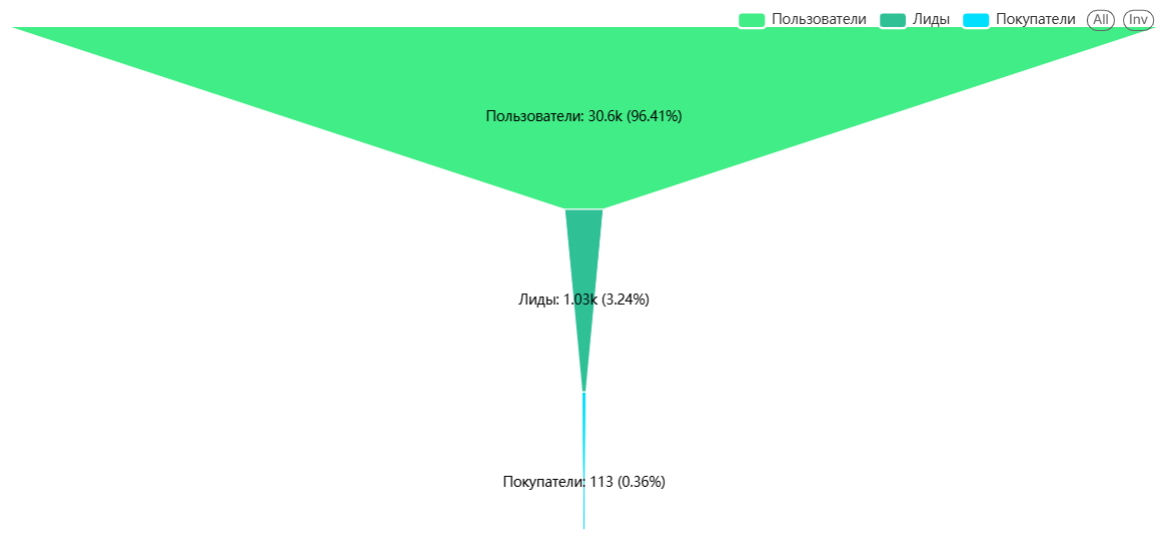 Пользователи Лиды Покупатели All Inv
Пользователи: 30.6k (96.41%)
Лиды: 1.03k (3.24%)
Покупатели: 113 (0.36%)